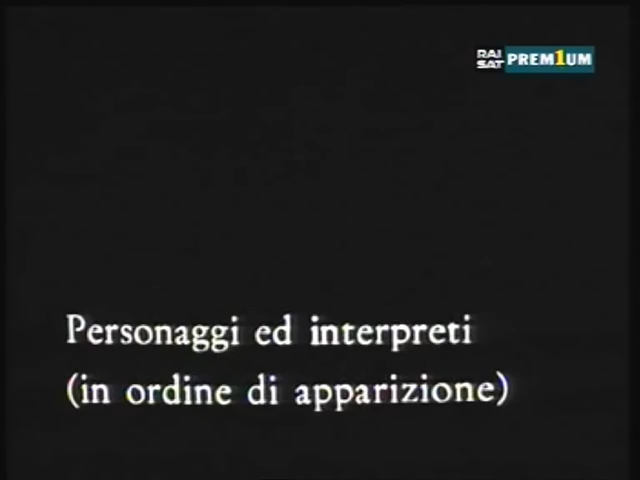 RAI
SAT PREM1UM
Personaggi ed interpreti
(in ordine di apparizione)